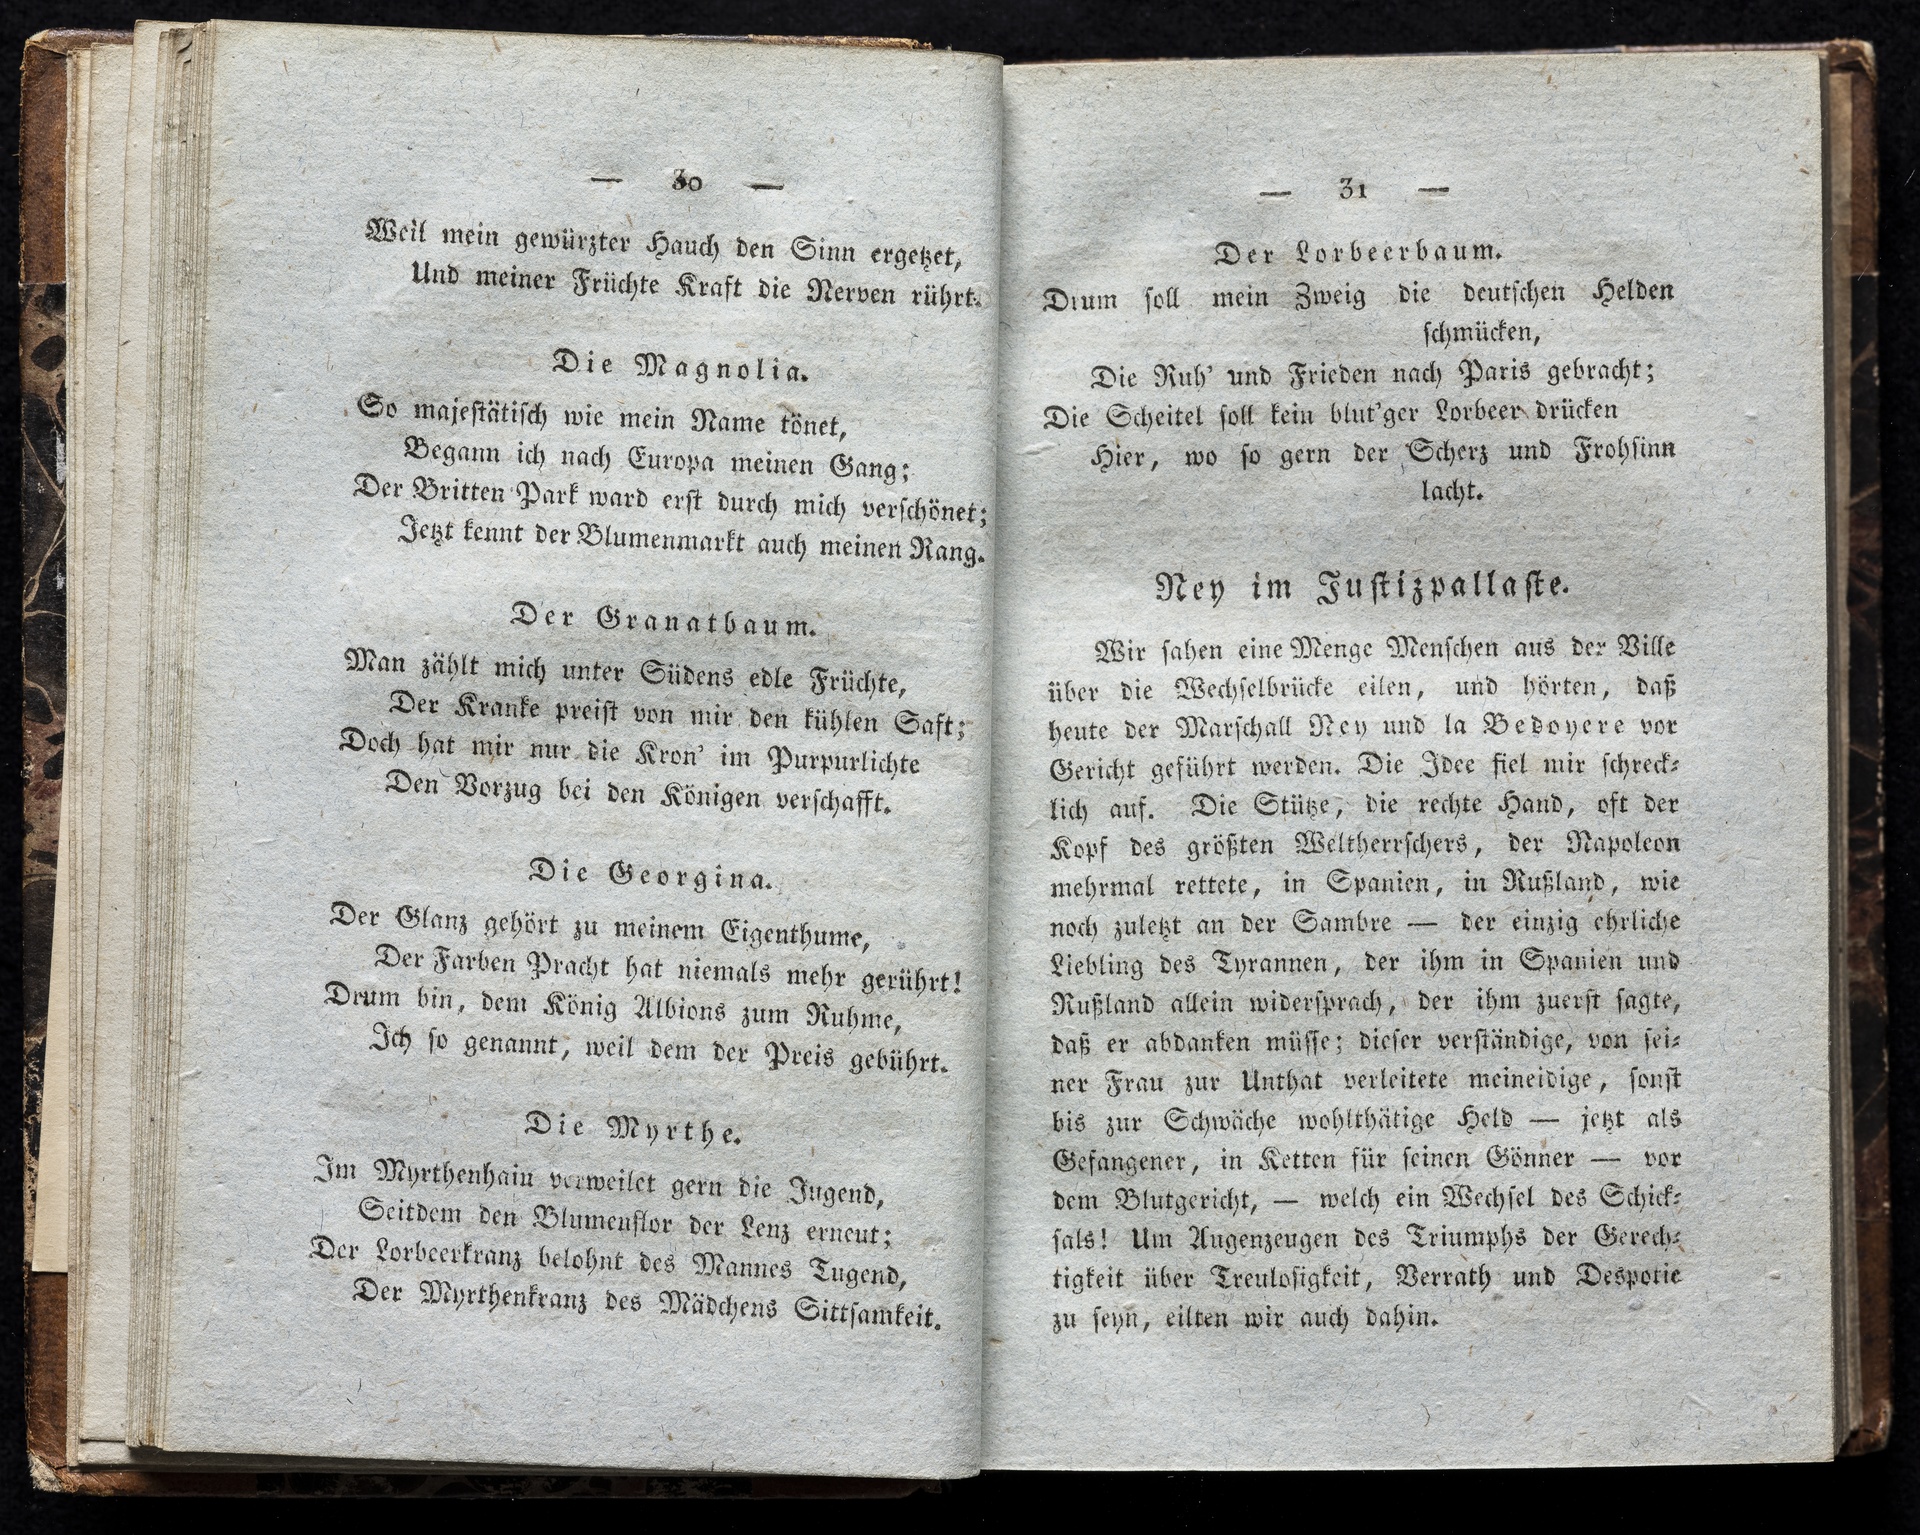 — 30 —
Weil mein gewürzter Hauch den Sinn ergetzet,
Und meiner Früchte Kraft die Nerven rührt.
Die Magnolia.
So majeſtätiſch wie mein Name tönet,
Begann ich nach Europa meinen Gang;
Der Britten Park ward erſt durch mich verſchönet;
Jetzt kennt der Blumenmarkt auch meinen Rang.
Der Granatbaum.
Man zählt mich unter Südens edle Früchte,
Der Kranke preiſt von mir den kühlen Saft;
Doch hat mir nur die Kron' im Purpurlichte
Den Vorzug bei den Königen verſchafft.
Die Georgina.
Der Glanz gehört zu meinem Eigenthume,
Der Farben Pracht hat niemals mehr gerührt!
Drum bin, dem König Albions zum Ruhme,
Ich ſo genannt, weil dem der Preis gebührt.
Die Myrthe.
Im Myrthenhain verweilet gern die Jugend,
Seitdem den Blumenflor der Lenz erneut;
Der Lorbeerkranz belohnt des Mannes Tugend,
Der Myrthenkranz des Mädchens Sittſamkeit.
— 31 —
Der Lorbeerbaum.
Drum ſoll mein Zweig die deutſchen Helden
ſchmücken,
Die Ruh' und Frieden nach Paris gebracht;
Die Scheitel ſoll kein blut'ger Lorbeer drücken
Hier, wo ſo gern der Scherz und Frohſinn
lacht.
Ney im Juſtizpallaſte.
Wir ſahen eine Menge Menſchen aus der Ville
über die Wechſelbrücke eilen, und hörten, daß
heute der Marſchall Ney und la Bedoyere vor
Gericht geführt werden. Die Idee fiel mir ſchreck⸗
lich auf. Die Stütze, die rechte Hand, oft der
Kopf des größten Weltherrſchers, der Napoleon
mehrmal rettete, in Spanien, in Rußland, wie
noch zuletzt an der Sambre — der einzig ehrliche
Liebling des Tyrannen, der ihm in Spanien und
Rußland allein widerſprach, der ihm zuerſt ſagte,
daß er abdanken müſſe; dieſer verſtändige, von ſei⸗
ner Frau zur Unthat verleitete meineidige, ſonſt
bis zur Schwäche wohlthätige Held — jetzt als
Gefangener, in Ketten für ſeinen Gönner — vor
dem Blutgericht, — welch ein Wechſel des Schick⸗
ſals! Um Augenzeugen des Triumphs der Gerech⸗
tigkeit über Treuloſigkeit, Verrath und Despotie
zu ſeyn, eilten wir auch dahin.